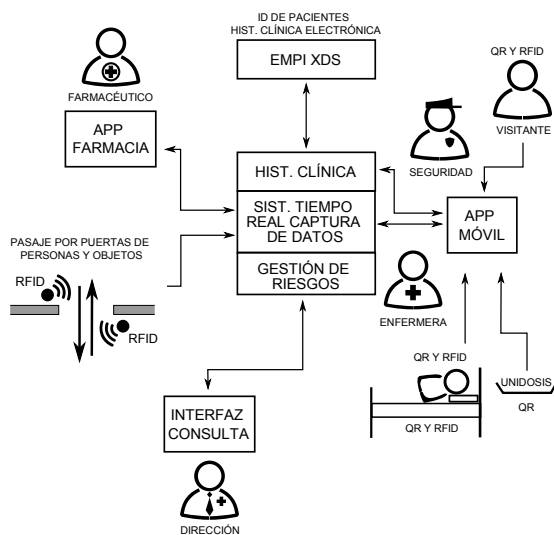 ID DE PACIENTES
HIST. CLÍNICA ELECTRÓNICA
EMPI XDS
QR Y RFID
VISITANTE
FARMACÉUTICO
APP
FARMACIA
SEGURIDAD
HIST. CLÍNICA
SIST. TIEMPO
REAL CAPTURA
DE DATOS
GESTIÓN DE
RIESGOS
APP
MÓVIL
PASAJE POR PUERTAS DE
PERSONAS Y OBJETOS
RFID
RFID
ENFERMERA
QR Y RFID
QR Y RFID
UNIDOSIS
QR
INTERFAZ
CONSULTA
DIRECCIÓN